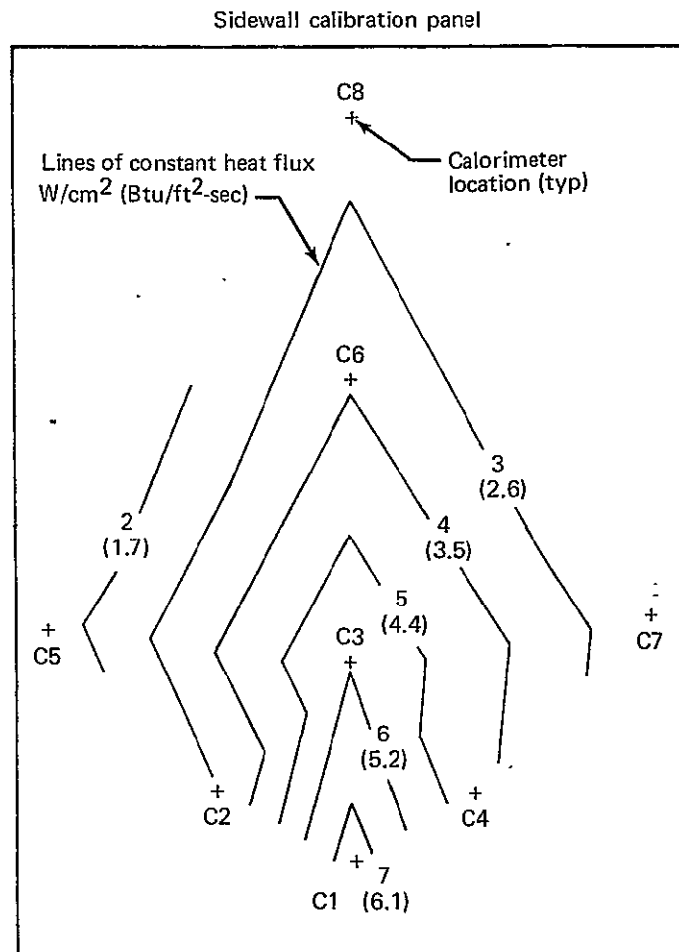 Sidewall calibration panel
C8
Lines of constant heat flux
W/cm² (Btu/ft²-sec)
Calorimeter
location (typ)
C6
3
(2.6)
2
(1.7)
4
(3.5)
5
(4.4)
C3
C5
C7
6
(5.2)
C2
C4
C1
7
(6.1)